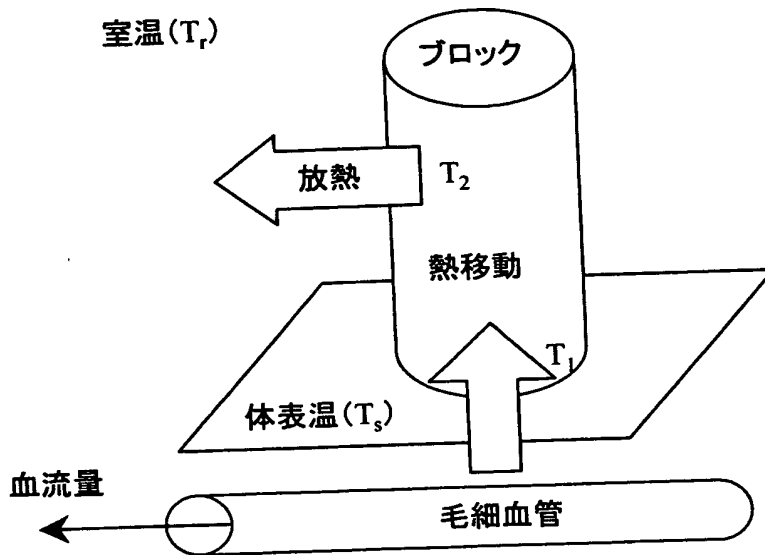 室温(Tr)
ブロック
放熱
T2
熱移動
T1
体表温(Ts)
血流量
毛細血管